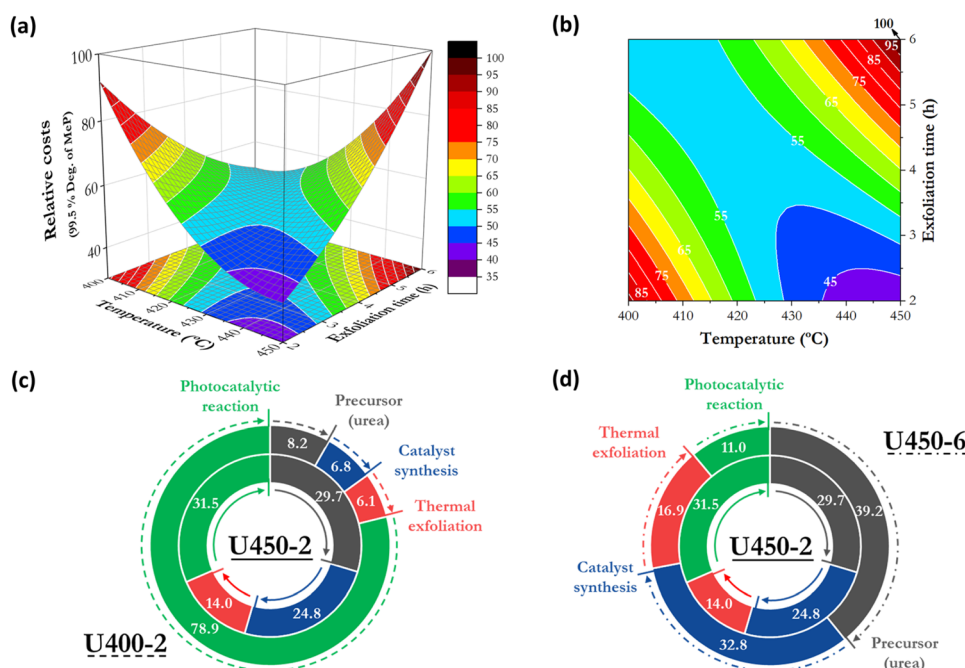 (a)
100
80
60
40
Relative costs
(99.5 % Deg. of MeP)
400
410
420
430
440
450
Temperature (°C)
2
3
4
5
6
Exfoliation time (h)
100
95
90
85
80
75
70
65
60
55
50
45
40
35
(b)
100
95
85
75
65
55
55
65
75
85
45
6
5
4
3
2
Exfoliation time (h)
400
410
420
430
440
450
Temperature (ºC)
(c)
Photocatalytic
reaction
Precursor
(urea)
Catalyst
synthesis
Thermal
exfoliation
8.2
6.8
6.1
78.9
31.5
29.7
24.8
14.0
U450-2
U400-2
(d)
Photocatalytic
reaction
Thermal
exfoliation
Catalyst
synthesis
Precursor
(urea)
U450-6
11.0
16.9
32.8
39.2
31.5
29.7
24.8
14.0
U450-2